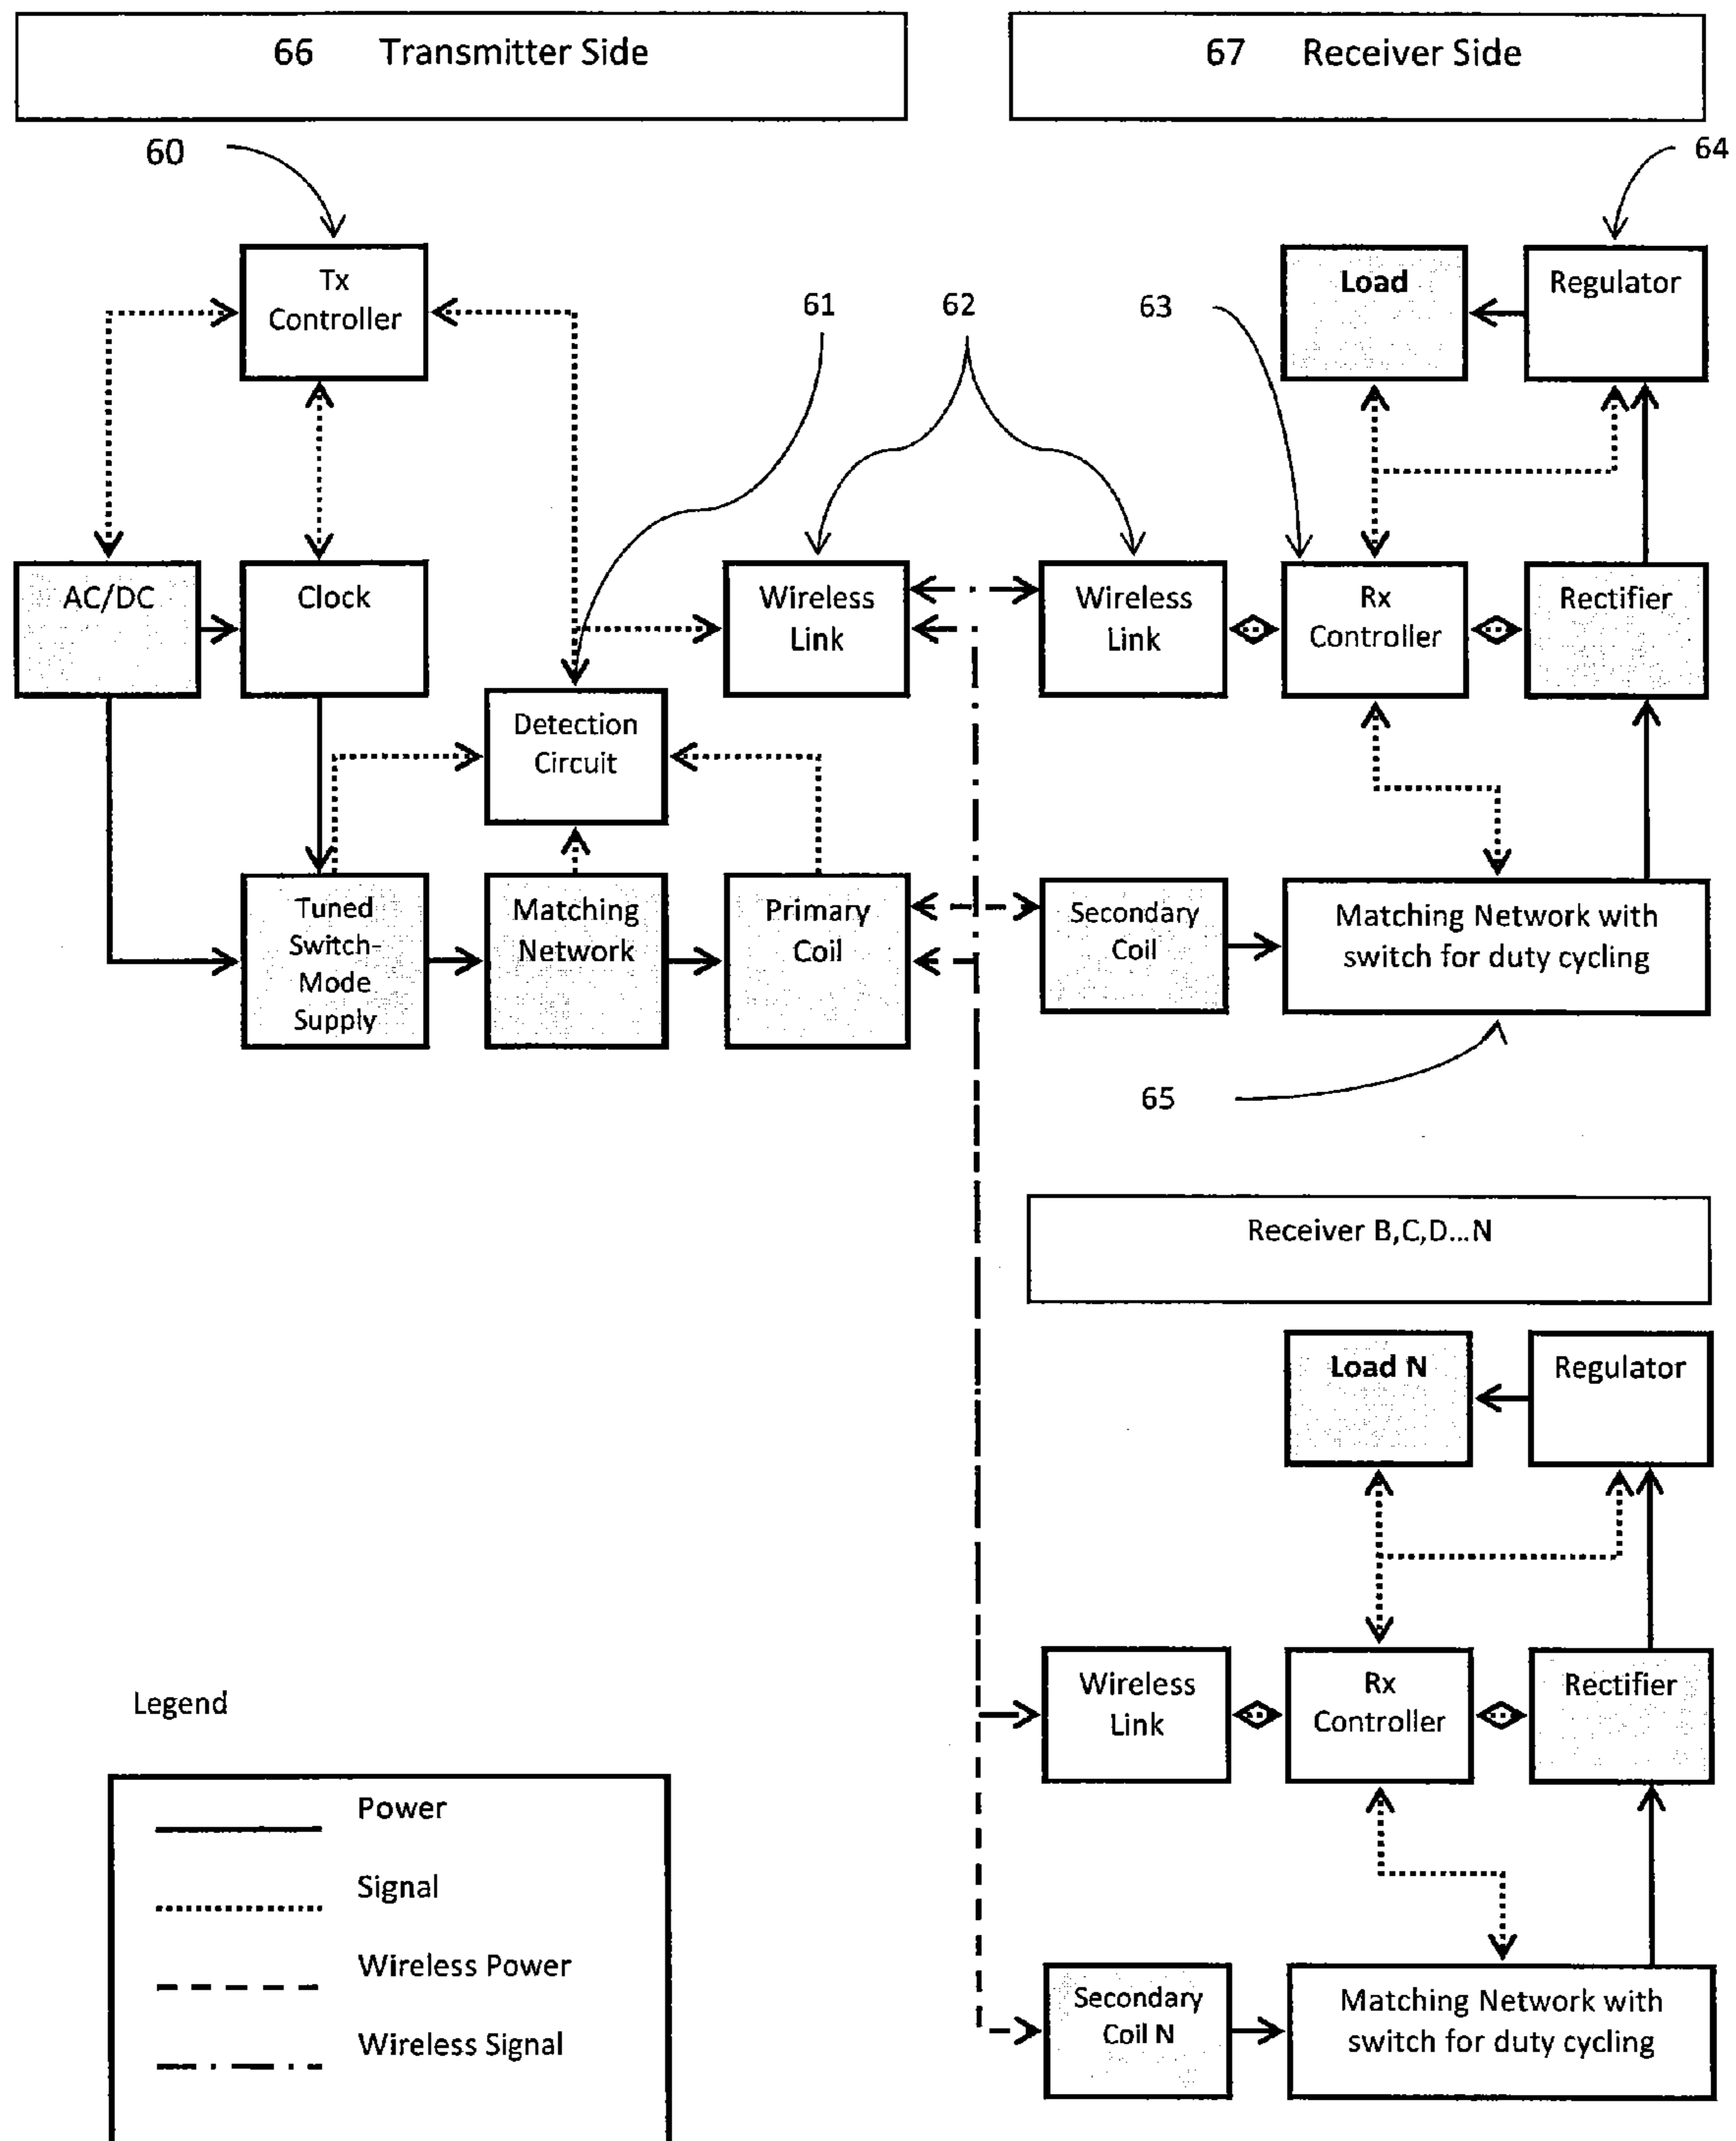 66 Transmitter Side
67 Receiver Side
60
64
Tx
Controller
61
62
63
Load
Regulator
AC/DC
Clock
Wireless
Link
Wireless
Link
Rx
Controller
Rectifier
Detection
Circuit
Tuned
Switch-
Mode
Supply
Matching
Network
Primary
Coil
Secondary
Coil
Matching Network with
switch for duty cycling
65
Receiver B,C,D...N
Load N
Regulator
Wireless
Link
Rx
Controller
Rectifier
Secondary
Coil N
Matching Network with
switch for duty cycling
Legend
Power
Signal
Wireless Power
Wireless Signal